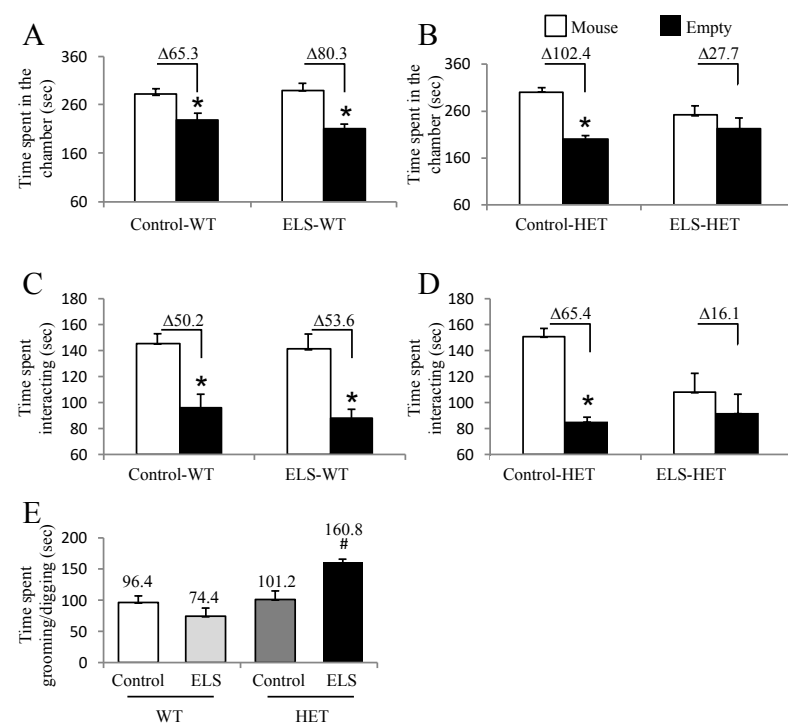 A
B
Mouse
Empty
Time spent in the
chamber (sec)
360
260
160
60
Δ65.3
Δ80.3
*
*
Control-WT
ELS-WT
Time spent in the
chamber (sec)
360
260
160
60
Δ102.4
Δ27.7
*
Control-HET
ELS-HET
C
Time spent
interacting (sec)
180
160
140
120
100
80
60
Δ50.2
Δ53.6
*
*
Control-WT
ELS-WT
D
Time spent
interacting (sec)
180
160
140
120
100
80
60
Δ65.4
Δ16.1
*
Control-HET
ELS-HET
E
Time spent
grooming/digging (sec)
200
150
100
50
0
96.4
74.4
101.2
160.8
#
Control
ELS
Control
ELS
WT
HET